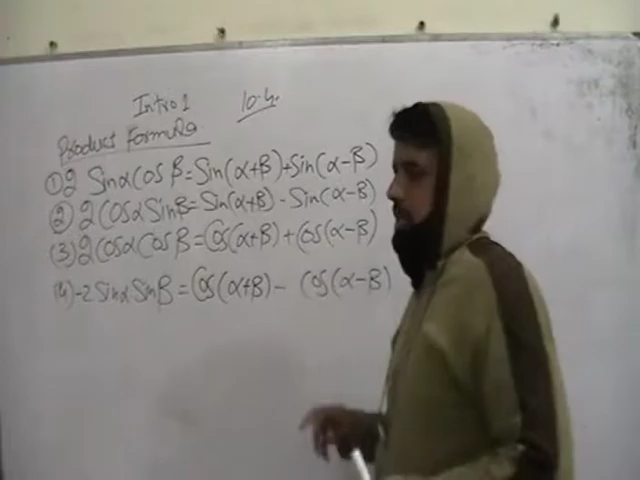 Intro 1 10.4.
Product Formula
(1) 2 Sinα Cos β = Sin(α+β)+Sin(α-β)
(2) 2 Cosα Sinβ = Sin(α+β) - Sin(α-β)
(3) 2 Cosα Cos β = Cos(α+β) + Cos(α-β)
(4) -2 Sinα Sin β = Cos(α+β) - Cos(α-β)